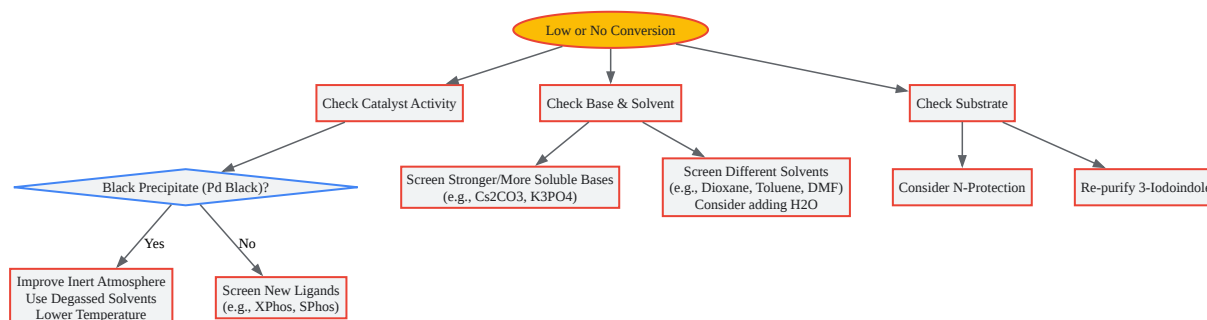 Low or No Conversion
Check Catalyst Activity
Check Base & Solvent
Check Substrate
Black Precipitate (Pd Black)?
Screen Stronger/More Soluble Bases
(e.g., Cs2CO3, K3PO4)
Screen Different Solvents
(e.g., Dioxane, Toluene, DMF)
Consider adding H2O
Consider N-Protection
Re-purify 3-Iodoindole
Yes
No
Improve Inert Atmosphere
Use Degassed Solvents
Lower Temperature
Screen New Ligands
(e.g., XPhos, SPhos)